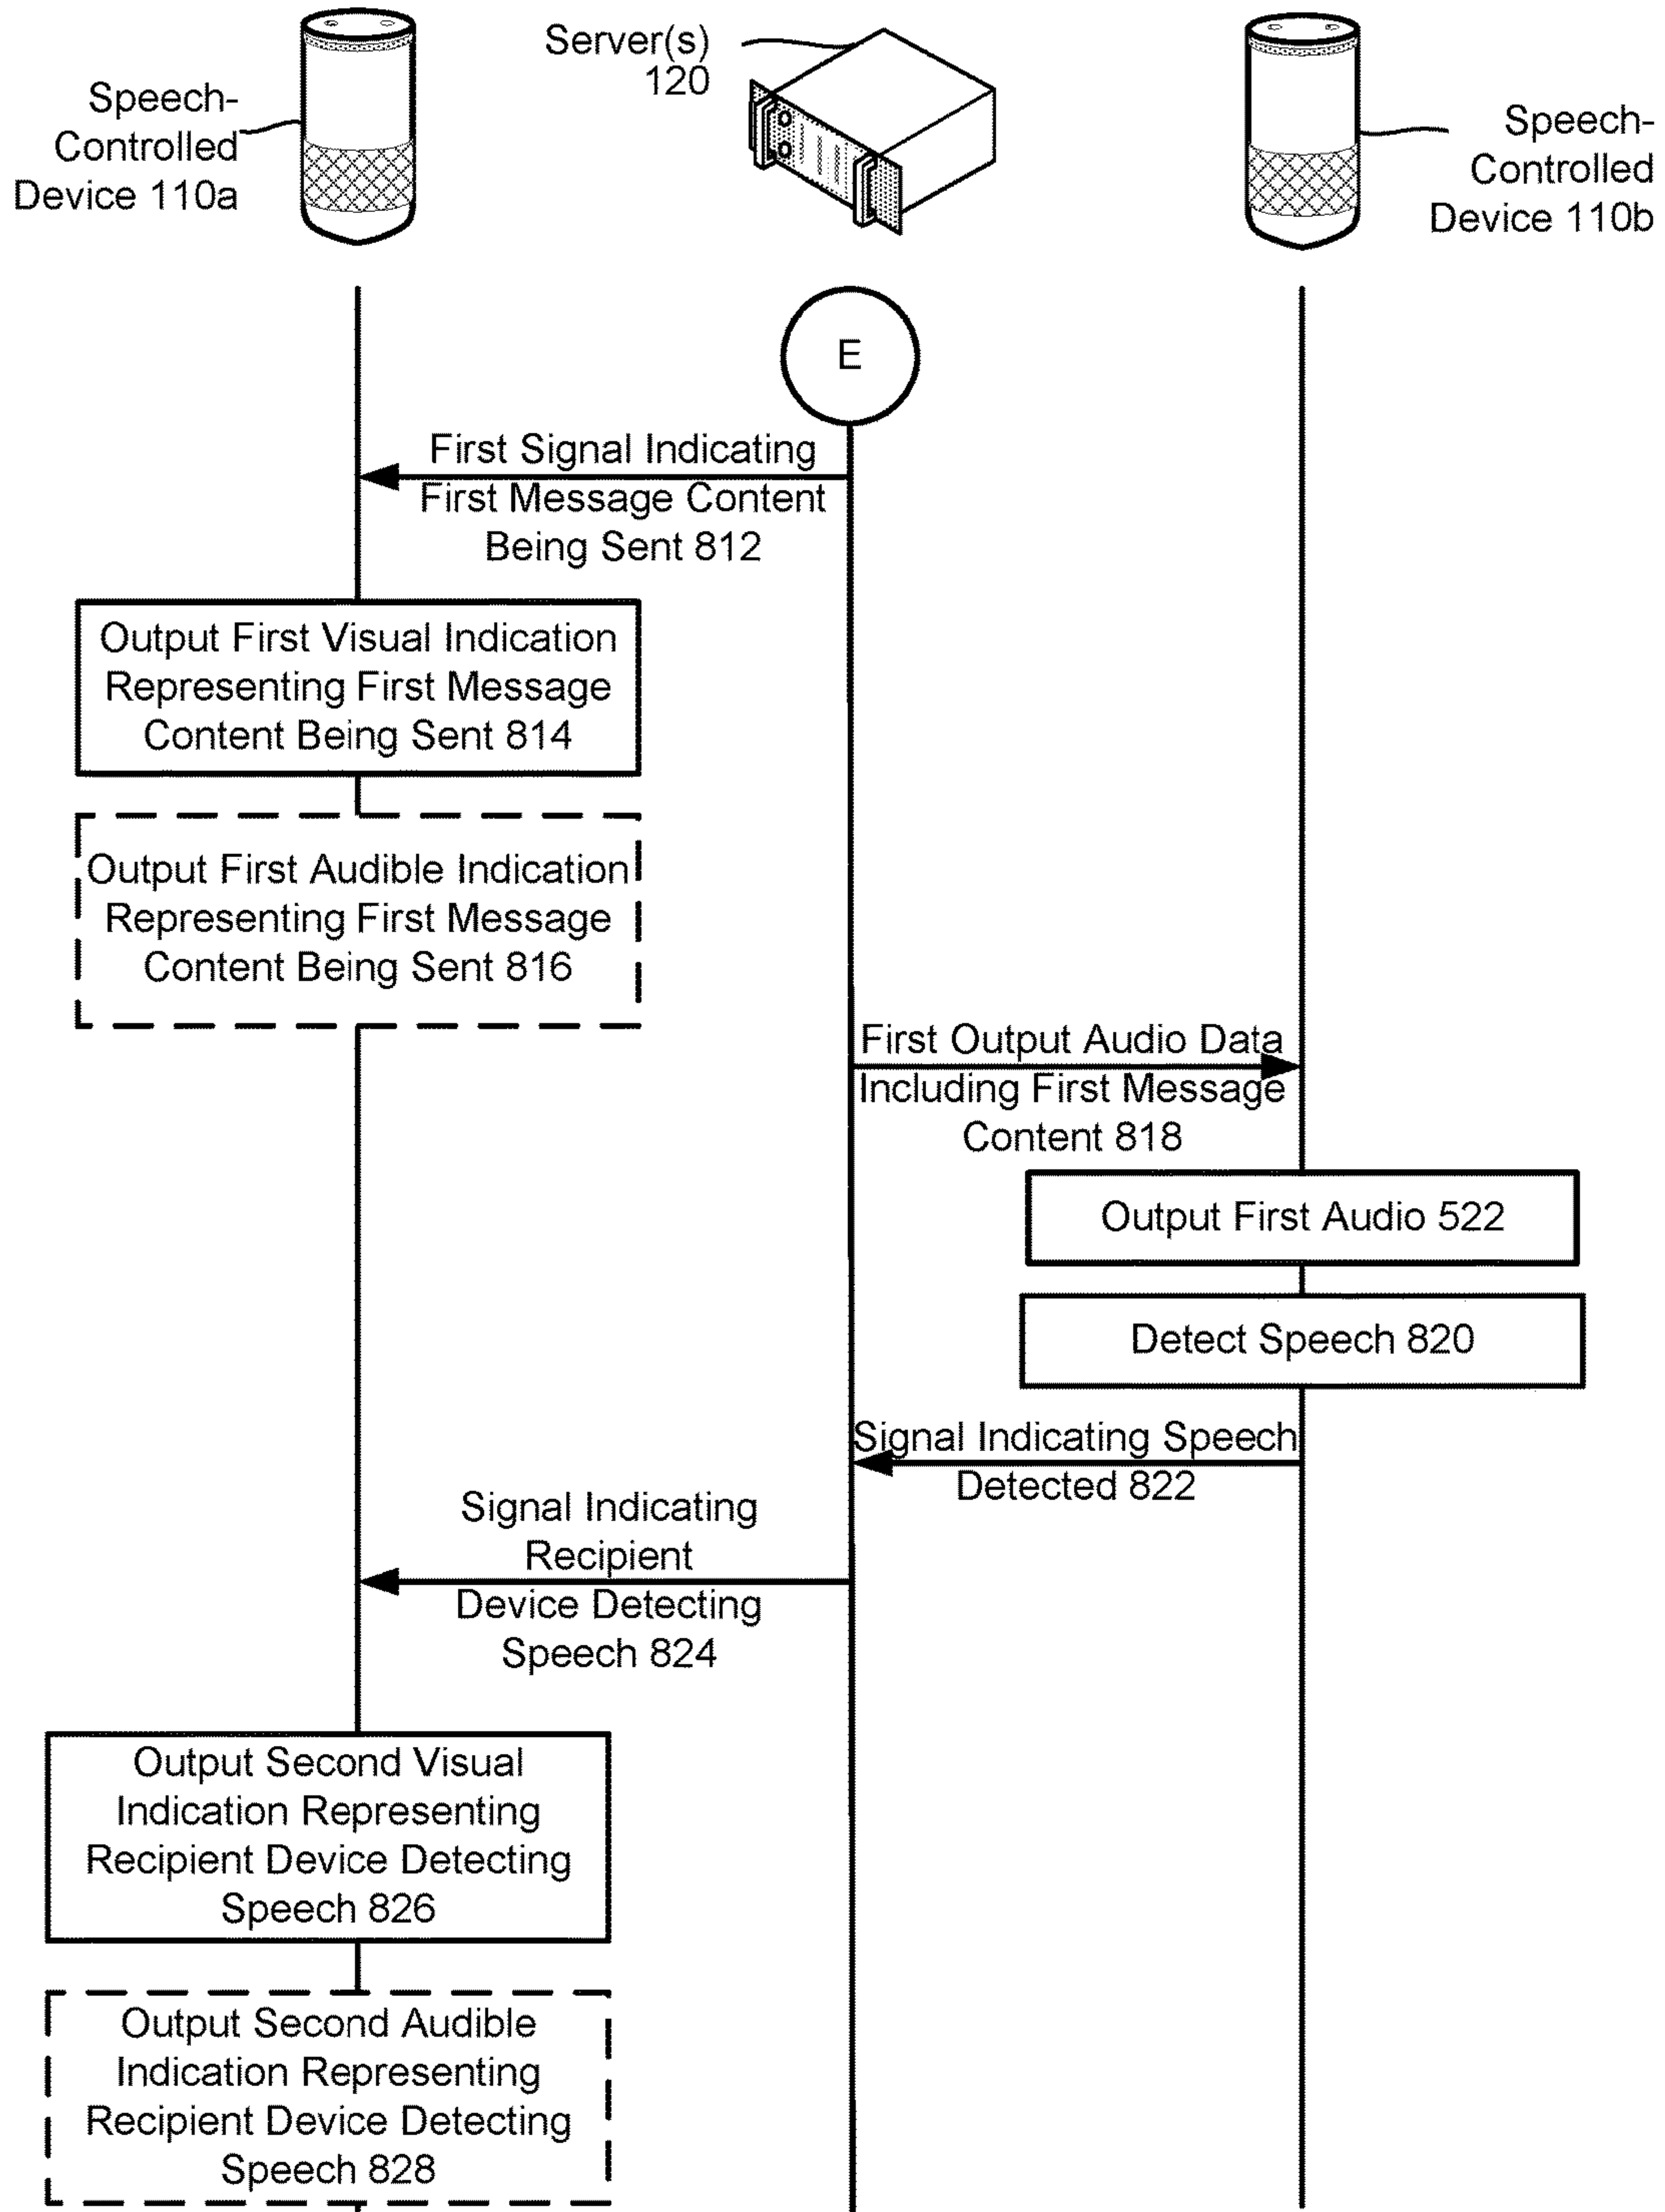 Speech-
Controlled
Device 110a
Server(s)
120
Speech-
Controlled
Device 110b
E
First Signal Indicating
First Message Content
Being Sent 812
Output First Visual Indication
Representing First Message
Content Being Sent 814
Output First Audible Indication
Representing First Message
Content Being Sent 816
First Output Audio Data
Including First Message
Content 818
Output First Audio 522
Detect Speech 820
Signal Indicating Speech
Detected 822
Signal Indicating
Recipient
Device Detecting
Speech 824
Output Second Visual
Indication Representing
Recipient Device Detecting
Speech 826
Output Second Audible
Indication Representing
Recipient Device Detecting
Speech 828